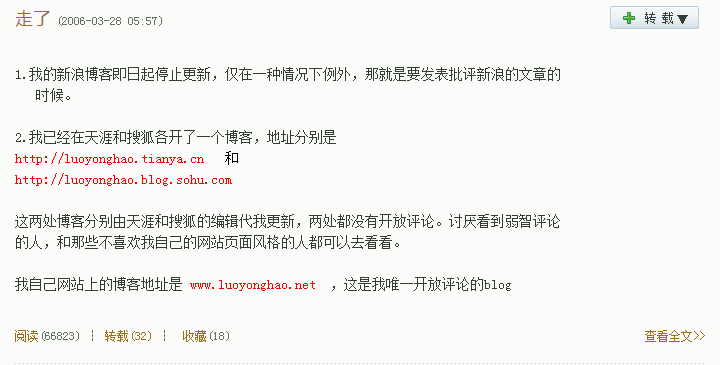 走了 (2006-03-28 05:57)
转 载▼
1.我的新浪博客即日起停止更新，仅在一种情况下例外，那就是要发表批评新浪的文章的
时候。
2.我已经在天涯和搜狐各开了一个博客，地址分别是
http://luoyonghao.tianya.cn 和
http://luoyonghao.blog.sohu.com
这两处博客分别由天涯和搜狐的编辑代我更新，两处都没有开放评论。讨厌看到弱智评论
的人，和那些不喜欢我自己的网站页面风格的人都可以去看看。
我自己网站上的博客地址是 www.luoyonghao.net ，这是我唯一开放评论的blog
阅读(66823) ┆ 转载(32) ┆ 收藏(18)
查看全文>>